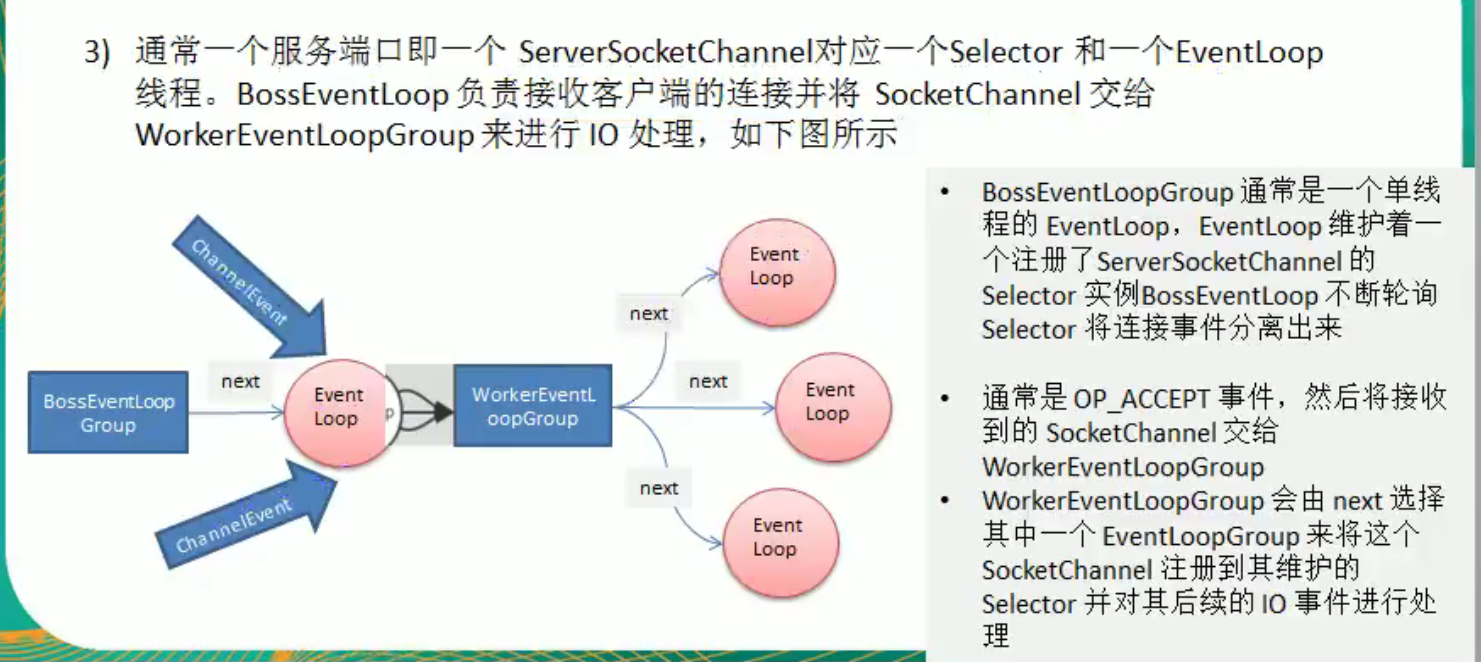 3) 通常一个服务端口即一个 ServerSocketChannel对应一个Selector 和一个EventLoop
线程。BossEventLoop 负责接收客户端的连接并将 SocketChannel 交给
WorkerEventLoopGroup 来进行 IO 处理，如下图所示
ChannelEvent
BossEventLoop
Group
next
Event
Loop
p
ChannelEvent
WorkerEventL
oopGroup
next
Event
Loop
next
Event
Loop
next
Event
Loop
• BossEventLoopGroup 通常是一个单线
程的 EventLoop，EventLoop 维护着一
个注册了ServerSocketChannel 的
Selector 实例BossEventLoop 不断轮询
Selector 将连接事件分离出来
• 通常是 OP_ACCEPT 事件，然后将接收
到的 SocketChannel 交给
WorkerEventLoopGroup
• WorkerEventLoopGroup 会由 next 选择
其中一个 EventLoopGroup 来将这个
SocketChannel 注册到其维护的
Selector 并对其后续的 IO 事件进行处
理